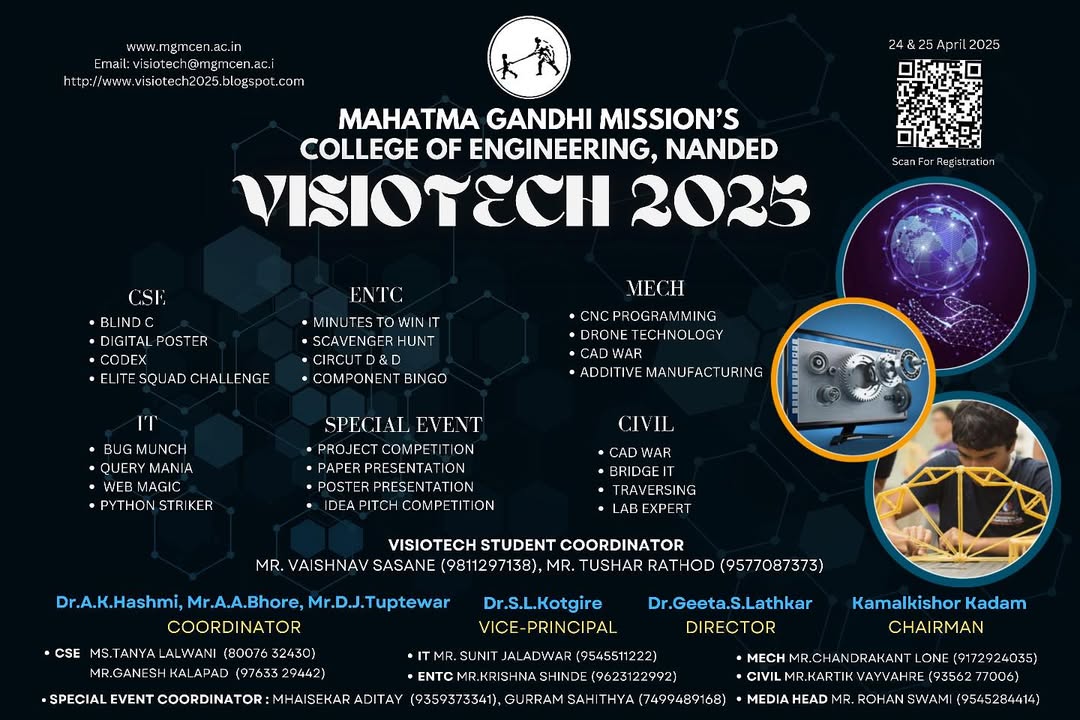 www.mgmcen.ac.in
Email: visiotech@mgmcen.ac.i
http://www.visiotech2025.blogspot.com
24 & 25 April 2025
Scan For Registration
MAHATMA GANDHI MISSION'S
COLLEGE OF ENGINEERING, NANDED
VISIOTECH 2025
CSE
• BLIND C
• DIGITAL POSTER
• CODEX
• ELITE SQUAD CHALLENGE
ENTC
• MINUTES TO WIN IT
• SCAVENGER HUNT
• CIRCUT D & D
• COMPONENT BINGO
MECH
• CNC PROGRAMMING
• DRONE TECHNOLOGY
• CAD WAR
• ADDITIVE MANUFACTURING
IT
• BUG MUNCH
• QUERY MANIA
• WEB MAGIC
• PYTHON STRIKER
SPECIAL EVENT
• PROJECT COMPETITION
• PAPER PRESENTATION
• POSTER PRESENTATION
• IDEA PITCH COMPETITION
CIVIL
• CAD WAR
• BRIDGE IT
• TRAVERSING
• LAB EXPERT
VISIOTECH STUDENT COORDINATOR
MR. VAISHNAV SASANE (9811297138), MR. TUSHAR RATHOD (9577087373)
Dr.A.K.Hashmi, Mr.A.A.Bhore, Mr.D.J.Tuptewar
COORDINATOR
Dr.S.L.Kotgire
VICE-PRINCIPAL
Dr.Geeta.S.Lathkar
DIRECTOR
Kamalkishor Kadam
CHAIRMAN
• CSE MS.TANYA LALWANI (80076 32430)
MR.GANESH KALAPAD (97633 29442)
• IT MR. SUNIT JALADWAR (9545511222)
• ENTC MR.KRISHNA SHINDE (9623122992)
• MECH MR.CHANDRAKANT LONE (9172924035)
• CIVIL MR.KARTIK VAYVAHRE (93562 77006)
• SPECIAL EVENT COORDINATOR : MHAISEKAR ADITAY (9359373341), GURRAM SAHITHYA (7499489168)
• MEDIA HEAD MR. ROHAN SWAMI (9545284414)